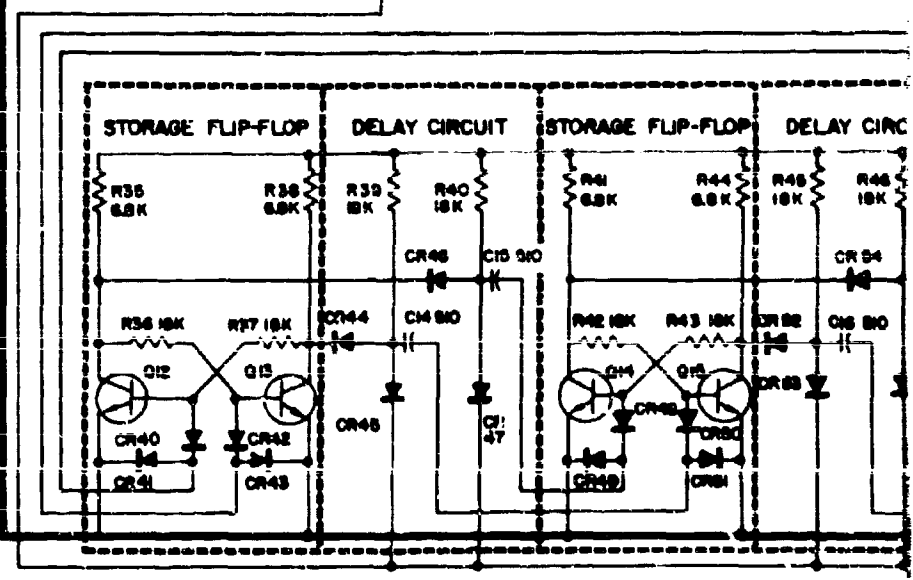 STORAGE FLIP-FLOP
DELAY CIRCUIT
STORAGE FLIP-FLOP
DELAY CIRC
R35
6.8K
R38
6.8K
R39
18K
R40
18K
R41
6.8K
R44
6.8K
R45
18K
R46
18K
CR46
C15 510
CR54
R36 18K
R37 18K
CR44
C14 510
R42 18K
R43 18K
CR52
C16 510
Q12
Q13
Q14
Q15
CR53
CR40
CR42
CR45
CR
47
CR48
CR50
CR41
CR43
CR49
CR51